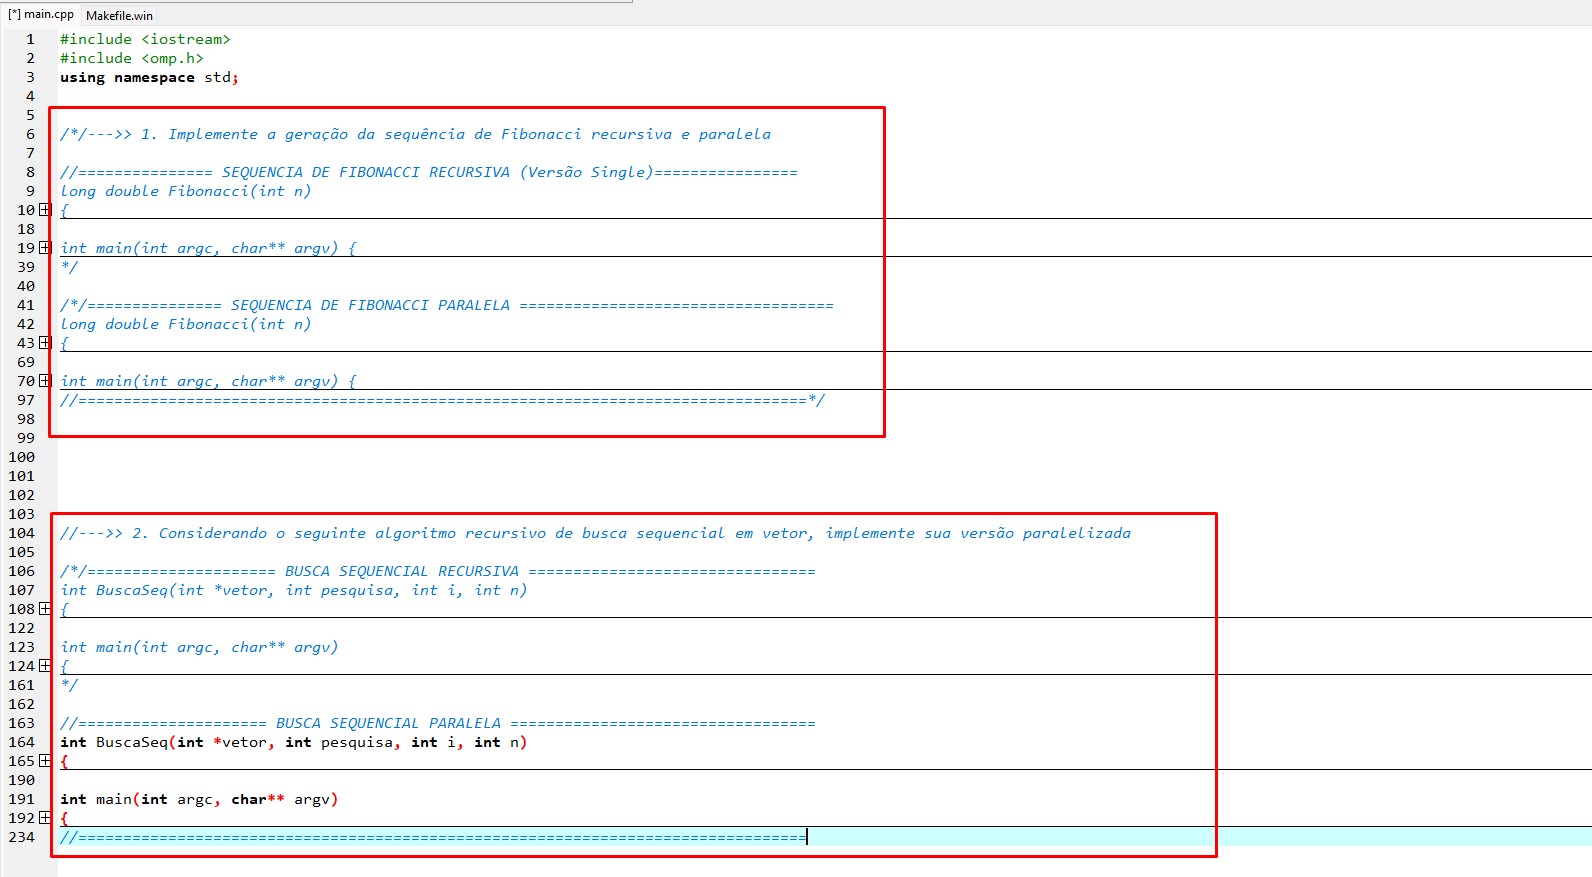 [*] main.cpp Makefile.win
1 #include <iostream>
2 #include <omp.h>
3 using namespace std;
4
5
6 /*/--->> 1. Implemente a geração da sequência de Fibonacci recursiva e paralela
7
8 //=============== SEQUENCIA DE FIBONACCI RECURSIVA (Versão Single)================
9 long double Fibonacci(int n)
10 {
18
19 int main(int argc, char** argv) {
39 */
40
41 /*/=============== SEQUENCIA DE FIBONACCI PARALELA ===================================
42 long double Fibonacci(int n)
43 {
69
70 int main(int argc, char** argv) {
97 //=================================================================================*/
98
99
100
101
102
103
104 //--->> 2. Considerando o seguinte algoritmo recursivo de busca sequencial em vetor, implemente sua versão paralelizada
105
106 /*/===================== BUSCA SEQUENCIAL RECURSIVA ================================
107 int BuscaSeq(int *vetor, int pesquisa, int i, int n)
108 {
122
123 int main(int argc, char** argv)
124 {
161 */
162
163 //===================== BUSCA SEQUENCIAL PARALELA ==================================
164 int BuscaSeq(int *vetor, int pesquisa, int i, int n)
165 {
190
191 int main(int argc, char** argv)
192 {
234 //=================================================================================